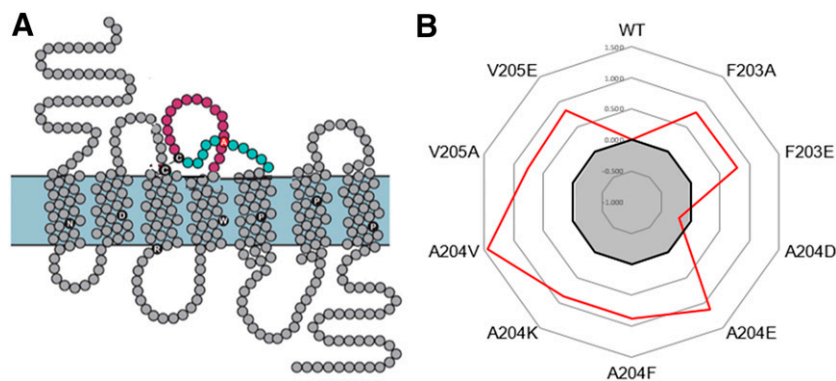 A
C
C
N
D
R
W
P
P
P
B
WT
F203A
F203E
A204D
A204E
A204F
A204K
A204V
V205A
V205E
1.500
1.000
0.500
0.000
-0.500
-1.000